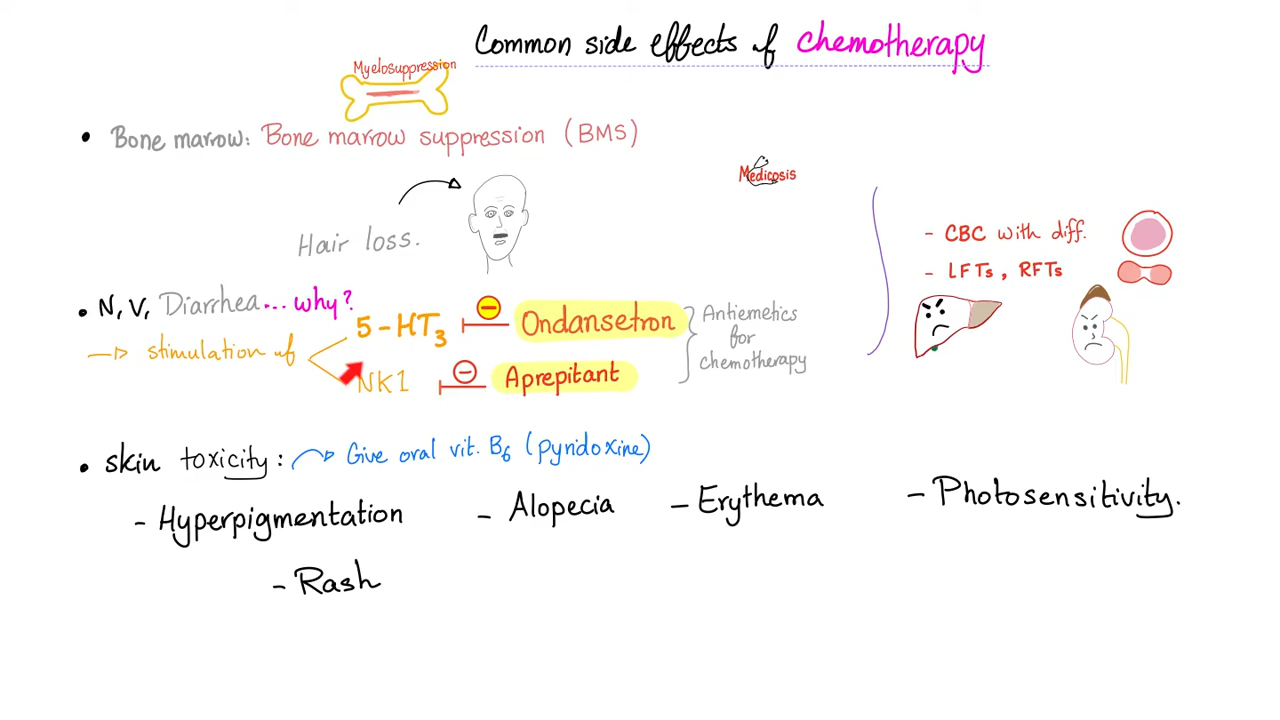 Common side effects of chemotherapy
Myelosuppression
• Bone marrow: Bone marrow suppression (BMS)
Medicosis
Hair loss.
- CBC with diff.
- LFTs, RFTs
• N, V, Diarrhea... why?
→ stimulation of
5-HT3
Ondansetron
NK1
Aprepitant
Antiemetics
for
chemotherapy
• skin toxicity: → Give oral vit. B6 (pyridoxine)
- Hyperpigmentation - Alopecia - Erythema - Photosensitivity.
- Rash